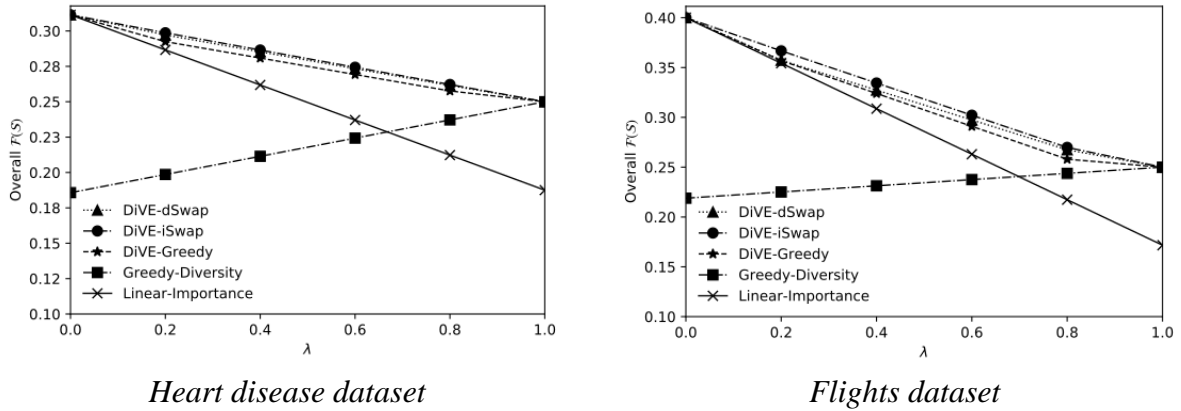 0.30
0.28
0.25
0.23
0.20
0.18
0.15
0.12
0.10
Overall F(S)
DiVE-dSwap
DiVE-iSwap
DiVE-Greedy
Greedy-Diversity
Linear-Importance
0.0 0.2 0.4 0.6 0.8 1.0
λ
Heart disease dataset
0.40
0.35
0.30
0.25
0.20
0.15
0.10
Overall F(S)
DiVE-dSwap
DiVE-iSwap
DiVE-Greedy
Greedy-Diversity
Linear-Importance
0.0 0.2 0.4 0.6 0.8 1.0
λ
Flights dataset